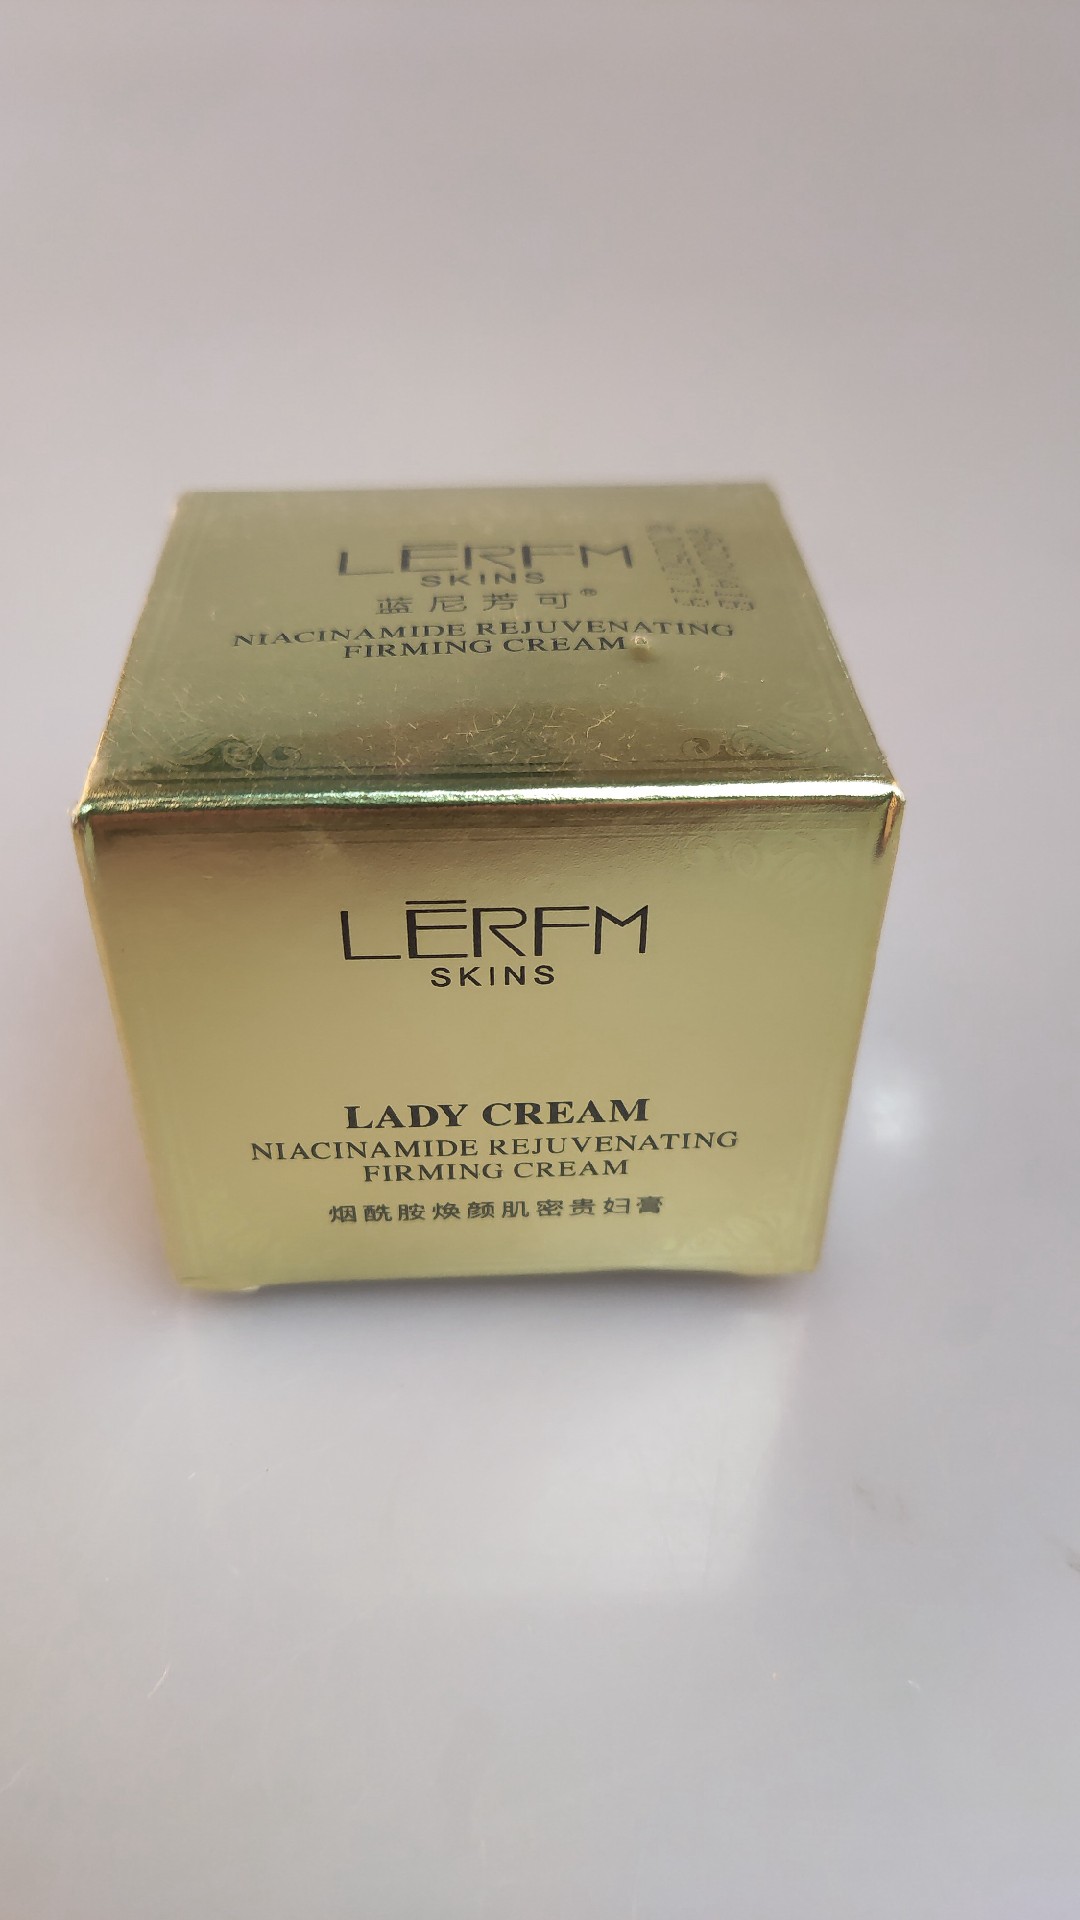 LERFM
SKINS
蓝尼芳可®
NIACINAMIDE REJUVENATING
FIRMING CREAM
LERFM
SKINS
LADY CREAM
NIACINAMIDE REJUVENATING
FIRMING CREAM
烟酰胺焕颜肌密贵妇膏